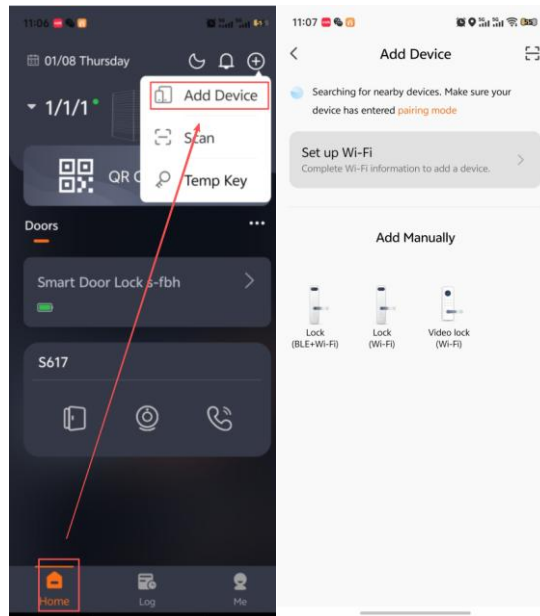 11:06
01/08 Thursday
Add Device
1/1/1
Scan
QR C
Temp Key
Doors
Smart Door Lock s-fbh
S617
Home
Log
Me
11:07
Add Device
Searching for nearby devices. Make sure your
device has entered pairing mode
Set up Wi-Fi
Complete Wi-Fi information to add a device.
Add Manually
Lock
(BLE+Wi-Fi)
Lock
(Wi-Fi)
Video lock
(Wi-Fi)